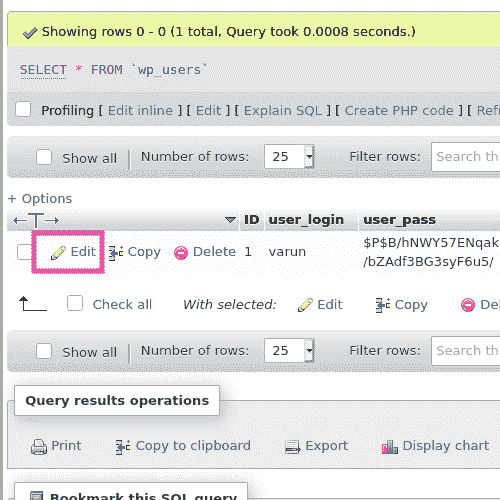 Showing rows 0 - 0 (1 total, Query took 0.0008 seconds.)
SELECT * FROM `wp_users`
Profiling [ Edit inline ] [ Edit ] [ Explain SQL ] [ Create PHP code ] [ Refr
Show all Number of rows: 25 Filter rows: Search th
+ Options
ID user_login user_pass
Edit Copy Delete 1 varun $P$B/hNWY57ENqak
/bZAdf3BG3syF6u5/
Check all With selected: Edit Copy Del
Show all Number of rows: 25 Filter rows: Search th
Query results operations
Print Copy to clipboard Export Display chart
Bookmark this SQL query